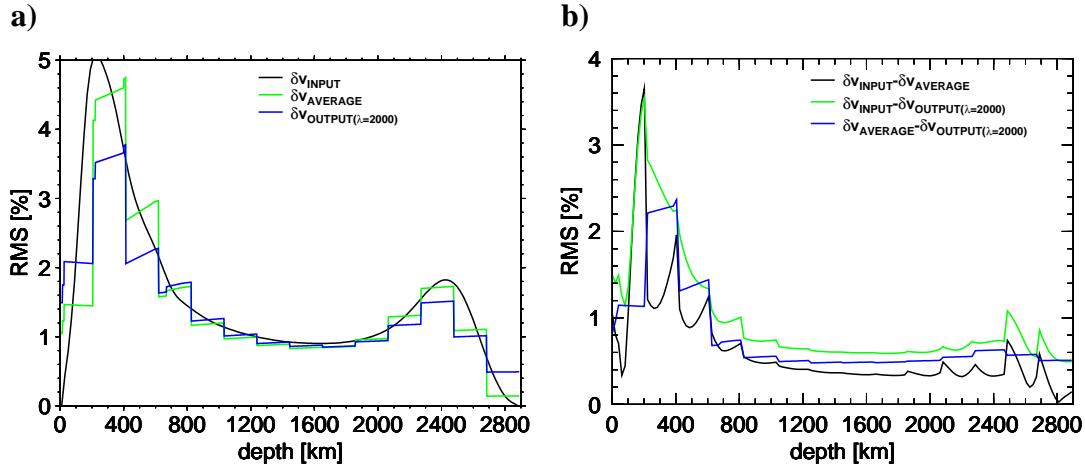 a)
RMS [%]
5
4
3
2
1
0
δvINPUT
δvAVERAGE
δvOUTPUT(λ=2000)
0 400 800 1200 1600 2000 2400 2800
depth [km]
b)
RMS [%]
4
3
2
1
0
δvINPUT-δvAVERAGE
δvINPUT-δvOUTPUT(λ=2000)
δvAVERAGE-δvOUTPUT(λ=2000)
0 400 800 1200 1600 2000 2400 2800
depth [km]